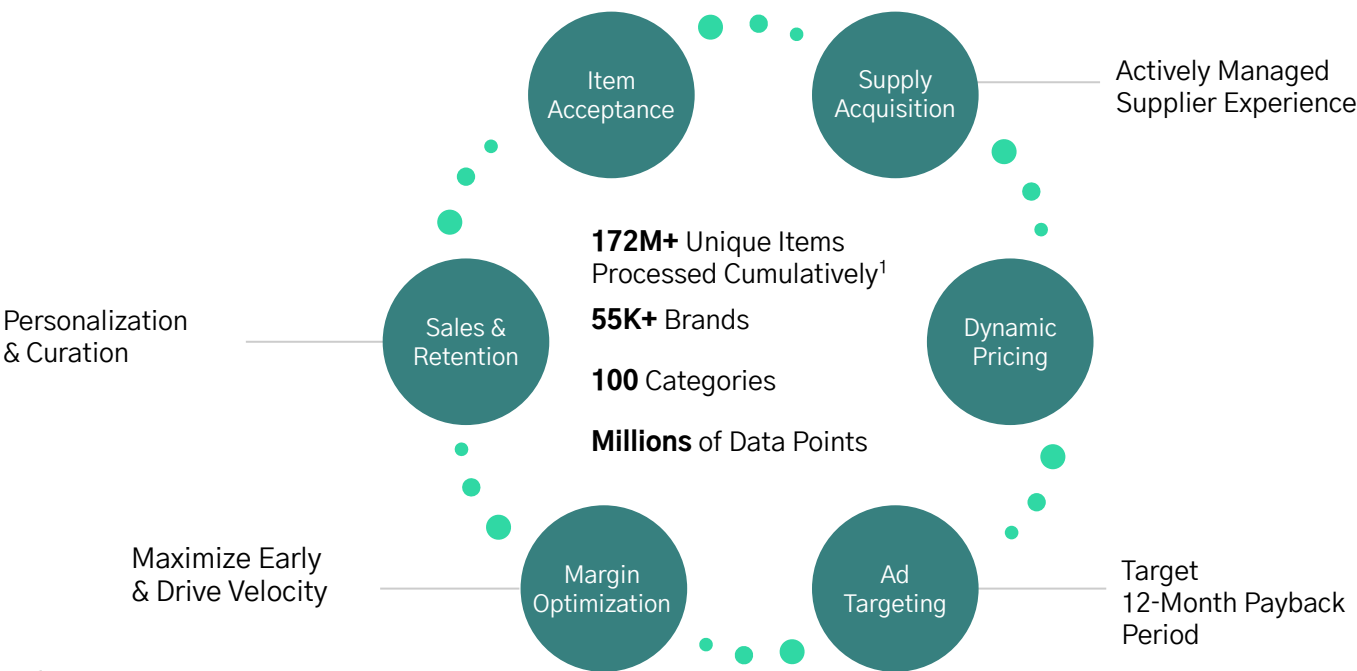 Item
Acceptance
Supply
Acquisition
Actively Managed
Supplier Experience
172M+ Unique Items
Processed Cumulatively1
55K+ Brands
100 Categories
Millions of Data Points
Personalization
& Curation
Sales &
Retention
Dynamic
Pricing
Maximize Early
& Drive Velocity
Margin
Optimization
Ad
Targeting
Target
12-Month Payback
Period